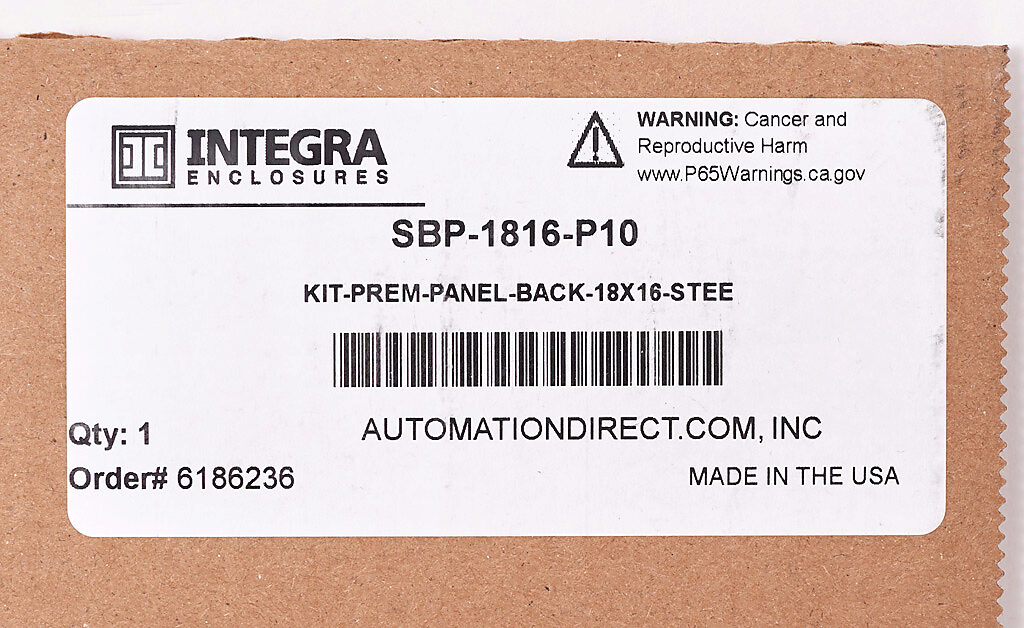 INTEGRA
ENCLOSURES
WARNING: Cancer and
Reproductive Harm
www.P65Warnings.ca.gov
SBP-1816-P10
KIT-PREM-PANEL-BACK-18X16-STEE
AUTOMATIONDIRECT.COM, INC
Qty: 1
Order# 6186236
MADE IN THE USA